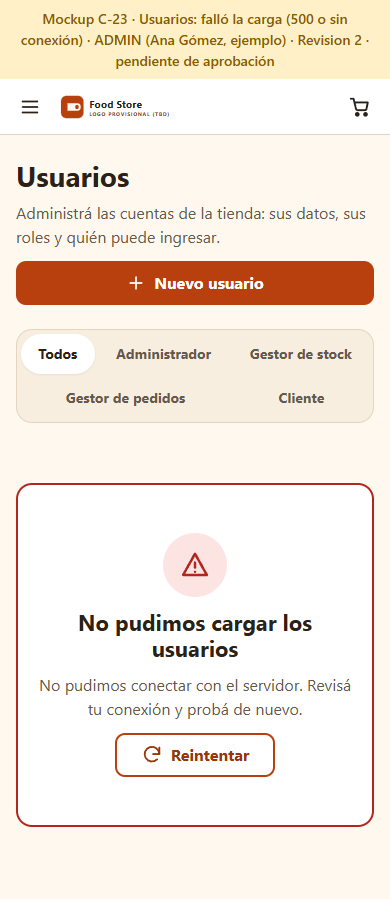 Mockup C-23 · Usuarios: falló la carga (500 o sin
conexión) · ADMIN (Ana Gómez, ejemplo) · Revision 2 ·
pendiente de aprobación
Food Store
LOGO PROVISIONAL (TBD)
Usuarios
Administrá las cuentas de la tienda: sus datos, sus
roles y quién puede ingresar.
Nuevo usuario
Todos
Administrador
Gestor de stock
Gestor de pedidos
Cliente
No pudimos cargar los
usuarios
No pudimos conectar con el servidor. Revisá
tu conexión y probá de nuevo.
Reintentar